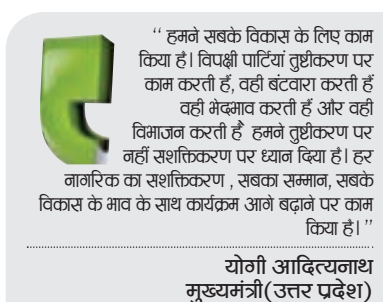 ‘‘ हमने सबके विकास के लिए काम
किया है। विपक्षी पार्टियां तुष्टीकरण पर
काम करती हैं, वही बंटवारा करती हैं
वही भेदभाव करती हैं और वही
विभाजन करती हैं हमने तुष्टीकरण पर
नहीं सशक्तिकरण पर ध्यान दिया है। हर
नागरिक का सशक्तिकरण , सबका सम्मान, सबके
विकास के भाव के साथ कार्यक्रम आगे बढ़ाने पर काम
किया है। ’’
योगी आदित्यनाथ
मुख्यमंत्री(उत्तर प्रदेश)